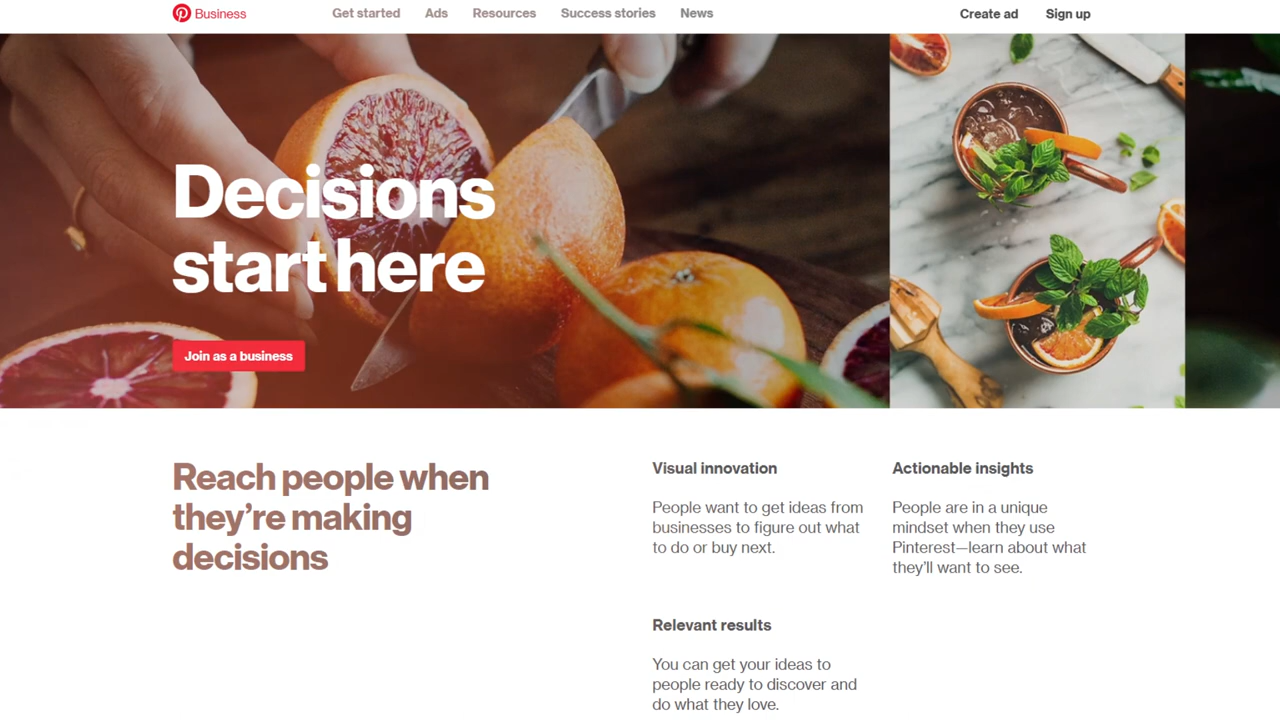 Business
Get started
Ads
Resources
Success stories
News
Create ad
Sign up
Decisions
start here
Join as a business
Reach people when
they’re making
decisions
Visual innovation
People want to get ideas from
businesses to figure out what
to do or buy next.
Actionable insights
People are in a unique
mindset when they use
Pinterest—learn about what
they’ll want to see.
Relevant results
You can get your ideas to
people ready to discover and
do what they love.